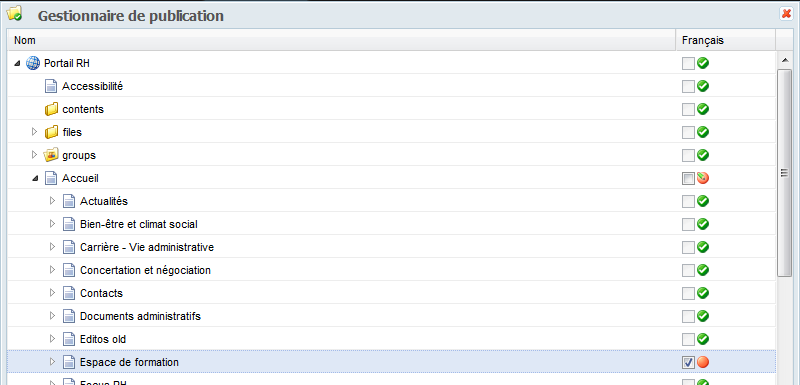 Gestionnaire de publication
Nom Français
Portail RH
Accessibilité
contents
files
groups
Accueil
Actualités
Bien-être et climat social
Carrière - Vie administrative
Concertation et négociation
Contacts
Documents administratifs
Editos old
Espace de formation
Focus RH